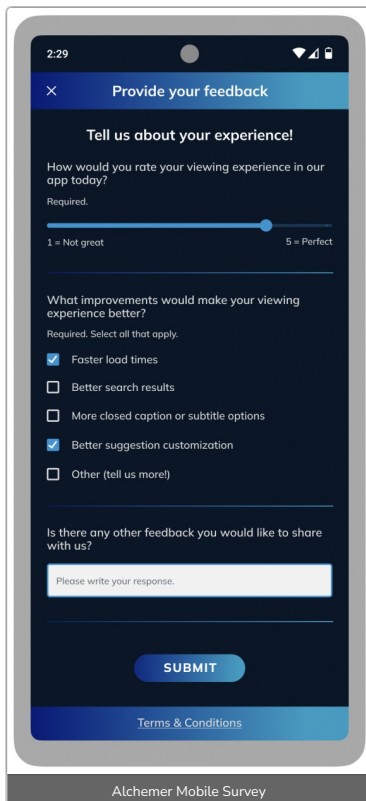 2:29
Provide your feedback
Tell us about your experience!
How would you rate your viewing experience in our
app today?
Required.
1 = Not great
5 = Perfect
What improvements would make your viewing
experience better?
Required. Select all that apply.
Faster load times
Better search results
More closed caption or subtitle options
Better suggestion customization
Other (tell us more!)
Is there any other feedback you would like to share
with us?
Please write your response.
SUBMIT
Terms & Conditions
Alchemer Mobile Survey